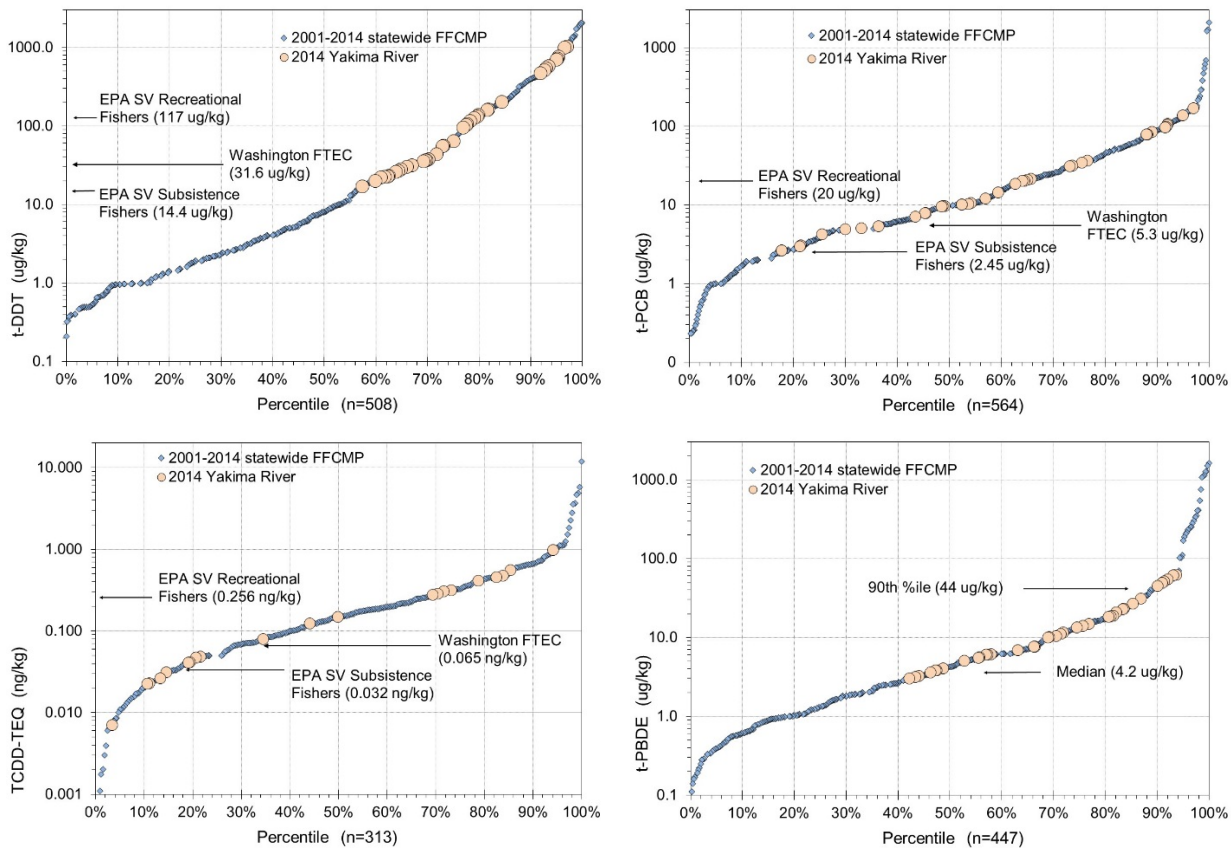 2001-2014 statewide FFCMP
2014 Yakima River
EPA SV Recreational
Fishers (117 ug/kg)
Washington FTEC
(31.6 ug/kg)
EPA SV Subsistence
Fishers (14.4 ug/kg)
t-DDT (ug/kg)
1000.0
100.0
10.0
1.0
0.1
0% 10% 20% 30% 40% 50% 60% 70% 80% 90% 100%
Percentile (n=508)
2001-2014 statewide FFCMP
2014 Yakima River
EPA SV Recreational
Fishers (20 ug/kg)
Washington
FTEC (5.3 ug/kg)
EPA SV Subsistence
Fishers (2.45 ug/kg)
t-PCB (ug/kg)
1000
100
10
1
0
0% 10% 20% 30% 40% 50% 60% 70% 80% 90% 100%
Percentile (n=564)
2001-2014 statewide FFCMP
2014 Yakima River
EPA SV Recreational
Fishers (0.256 ng/kg)
Washington FTEC
(0.065 ng/kg)
EPA SV Subsistence
Fishers (0.032 ng/kg)
TCDD-TEQ (ng/kg)
10.000
1.000
0.100
0.010
0.001
0% 10% 20% 30% 40% 50% 60% 70% 80% 90% 100%
Percentile (n=313)
2001-2014 statewide FFCMP
2014 Yakima River
90th %ile (44 ug/kg)
Median (4.2 ug/kg)
t-PBDE (ug/kg)
1000.0
100.0
10.0
1.0
0.1
0% 10% 20% 30% 40% 50% 60% 70% 80% 90% 100%
Percentile (n=447)